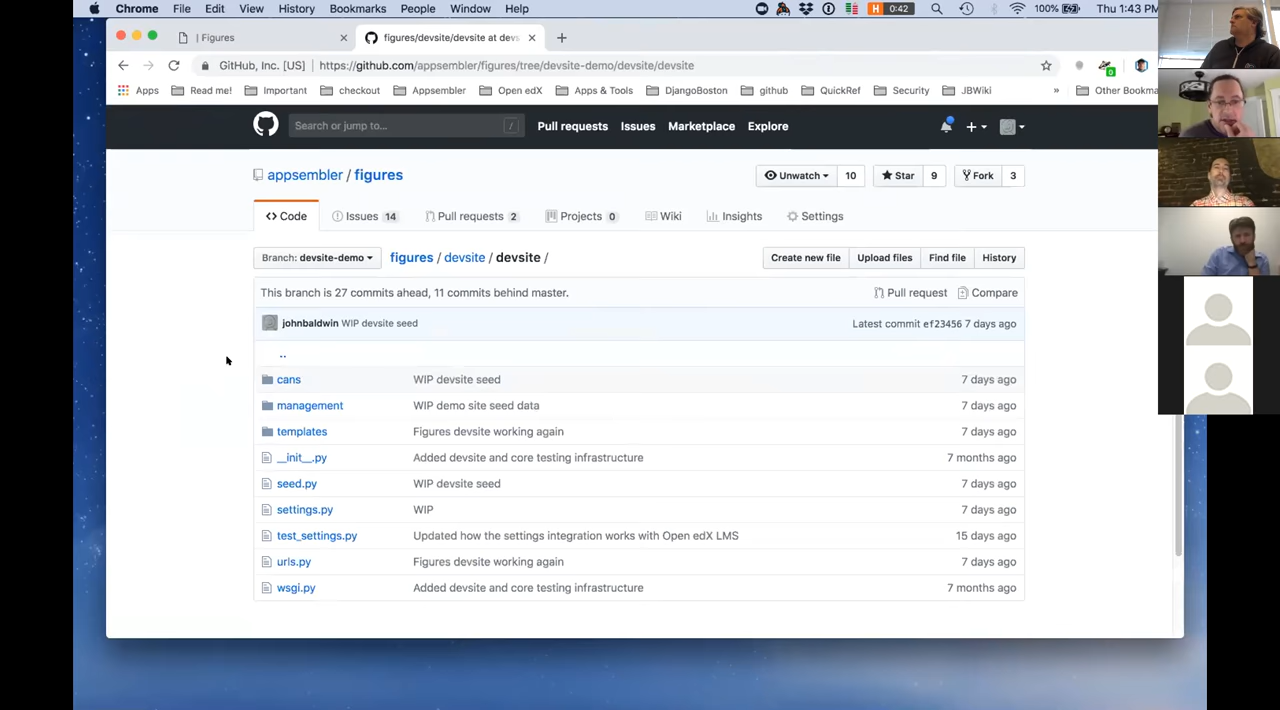 Chrome File Edit View History Bookmarks People Window Help H 0:42 100% Thu 1:43 PM
| Figures figures/devsite/devsite at devs
GitHub, Inc. [US] https://github.com/appsembler/figures/tree/devsite-demo/devsite/devsite 0
Apps Read me! Important checkout Appsembler Open edX Apps & Tools DjangoBoston github QuickRef Security JBWiki » Other Bookma
Search or jump to... / Pull requests Issues Marketplace Explore
appsembler / figures Unwatch 10 Star 9 Fork 3
Code Issues 14 Pull requests 2 Projects 0 Wiki Insights Settings
Branch: devsite-demo figures / devsite / devsite / Create new file Upload files Find file History
This branch is 27 commits ahead, 11 commits behind master. Pull request Compare
johnbaldwin WIP devsite seed Latest commit ef23456 7 days ago
..
cans WIP devsite seed 7 days ago
management WIP demo site seed data 7 days ago
templates Figures devsite working again 7 days ago
__init__.py Added devsite and core testing infrastructure 7 months ago
seed.py WIP devsite seed 7 days ago
settings.py WIP 7 days ago
test_settings.py Updated how the settings integration works with Open edX LMS 15 days ago
urls.py Figures devsite working again 7 days ago
wsgi.py Added devsite and core testing infrastructure 7 months ago